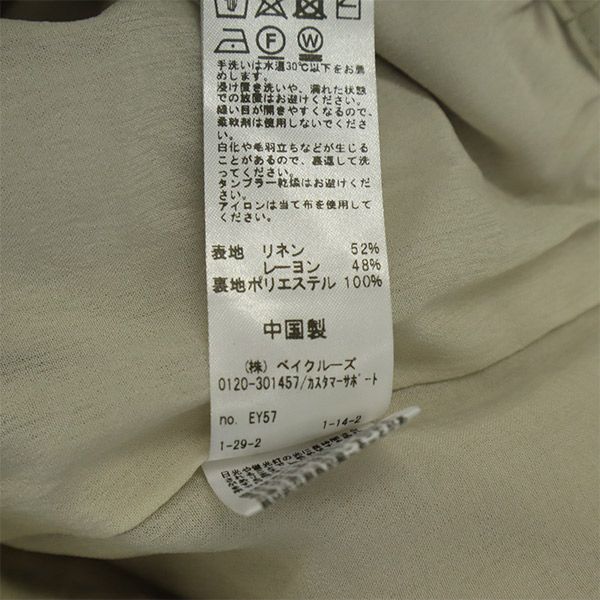 F W
手洗いは水温30℃以下をお薦
めします。
浸け置き洗いや、濡れた状態
での放置はお避けください。
縫い目が開きやすくなるので、
柔軟剤は使用しないでくださ
い。
白化や毛羽立ちなどが生じる
ことがあるので、裏返して洗
ってください。
タンブラー乾燥はお避けくだ
さい。
アイロンは当て布を使用して
ください。
表地 リネン 52%
レーヨン 48%
裏地ポリエステル 100%
中国製
(株) ベイクルーズ
0120-301457/カスタマーサポート
no. EY57
1-14-2
1-29-2